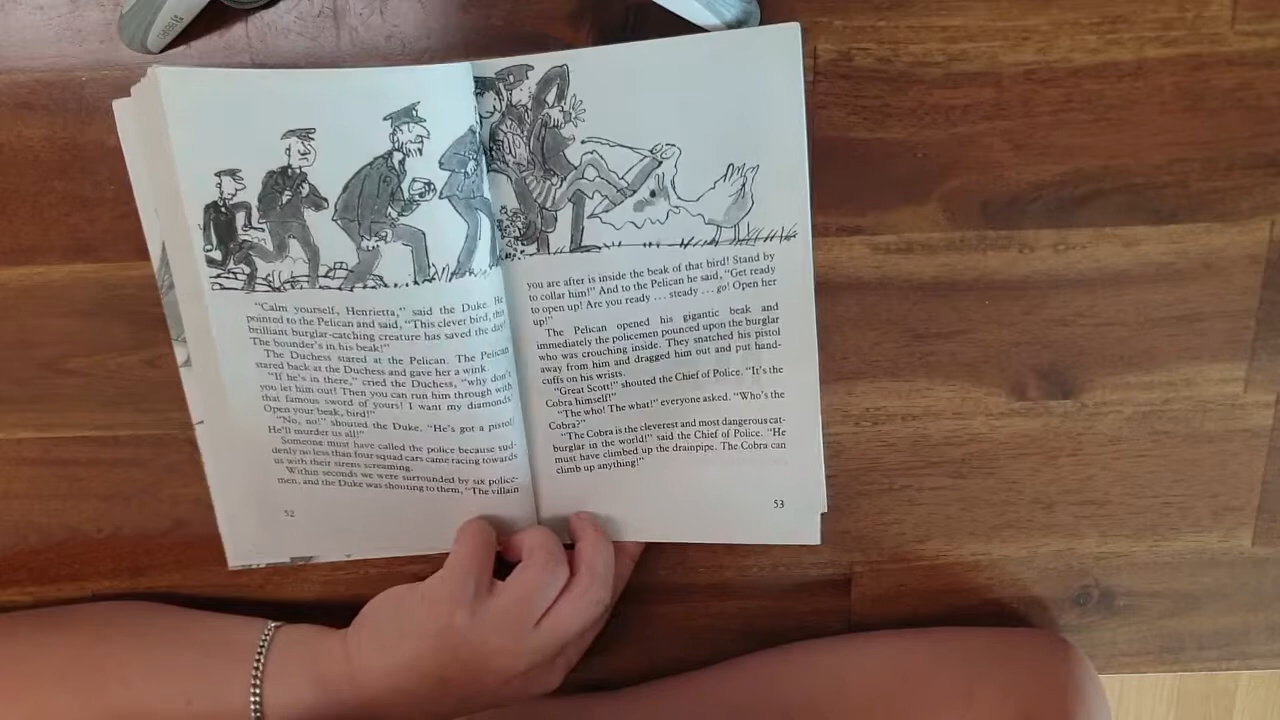 "Calm yourself, Henrietta," said the Duke. He
pointed to the Pelican and said, "This clever bird, this
brilliant burglar-catching creature has saved the day!
The bounder's in his beak!"
The Duchess stared at the Pelican. The Pelican
stared back at the Duchess and gave her a wink.
"If he's in there," cried the Duchess, "why don't
you let him out! Then you can run him through with
that famous sword of yours! I want my diamonds!
Open your beak, bird!"
"No, no!" shouted the Duke. "He's got a pistol!
He'll murder us all!"
Someone must have called the police because sud-
denly no less than four squad cars came racing towards
us with their sirens screaming.
Within seconds we were surrounded by six police-
men, and the Duke was shouting to them, "The villain
52
you are after is inside the beak of that bird! Stand by
to collar him!" And to the Pelican he said, "Get ready
to open up! Are you ready ... steady ... go! Open her
up!"
The Pelican opened his gigantic beak and
immediately the policemen pounced upon the burglar
who was crouching inside. They snatched his pistol
away from him and dragged him out and put hand-
cuffs on his wrists.
"Great Scott!" shouted the Chief of Police. "It's the
Cobra himself!"
"The who! The what!" everyone asked. "Who's the
Cobra?"
"The Cobra is the cleverest and most dangerous cat-
burglar in the world!" said the Chief of Police. "He
must have climbed up the drainpipe. The Cobra can
climb up anything!"
53